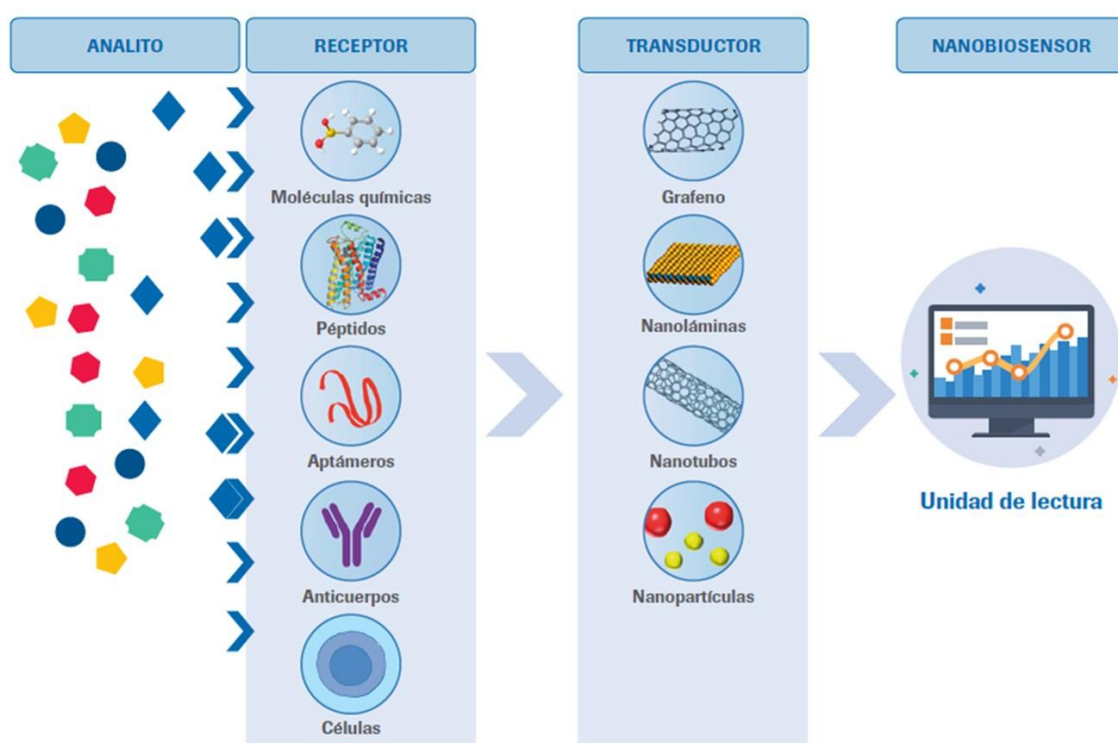 ANALITO
RECEPTOR
TRANSDUCTOR
NANOBIOSENSOR
Moléculas químicas
Péptidos
Aptámeros
Anticuerpos
Células
Grafeno
Nanoláminas
Nanotubos
Nanopartículas
Unidad de lectura